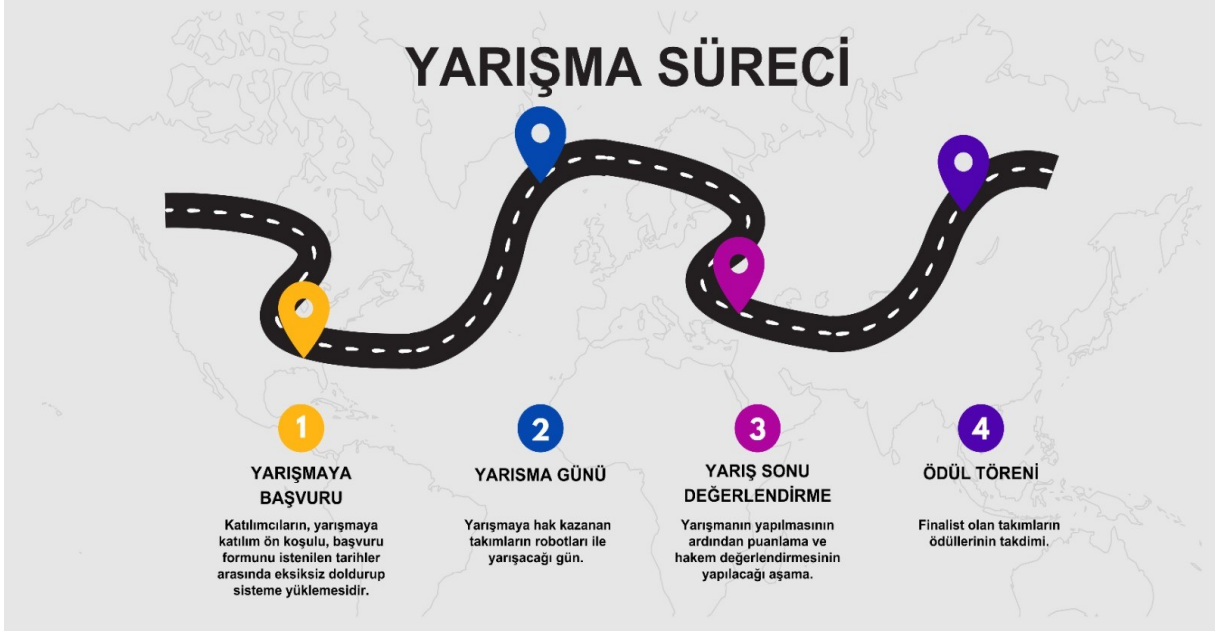 YARIŞMA SÜRECİ
1
YARIŞMAYA
BAŞVURU
Katılımcıların, yarışmaya
katılım ön koşulu, başvuru
formunu istenilen tarihler
arasında eksiksiz doldurup
sisteme yüklemesidir.
2
YARISMA GÜNÜ
Yarışmaya hak kazanan
takımların robotları ile
yarışacağı gün.
3
YARIŞ SONU
DEĞERLENDİRME
Yarışmanın yapılmasının
ardından puanlama ve
hakem değerlendirmesinin
yapılacağı aşama.
4
ÖDÜL TÖRENİ
Finalist olan takımların
ödüllerinin takdimi.